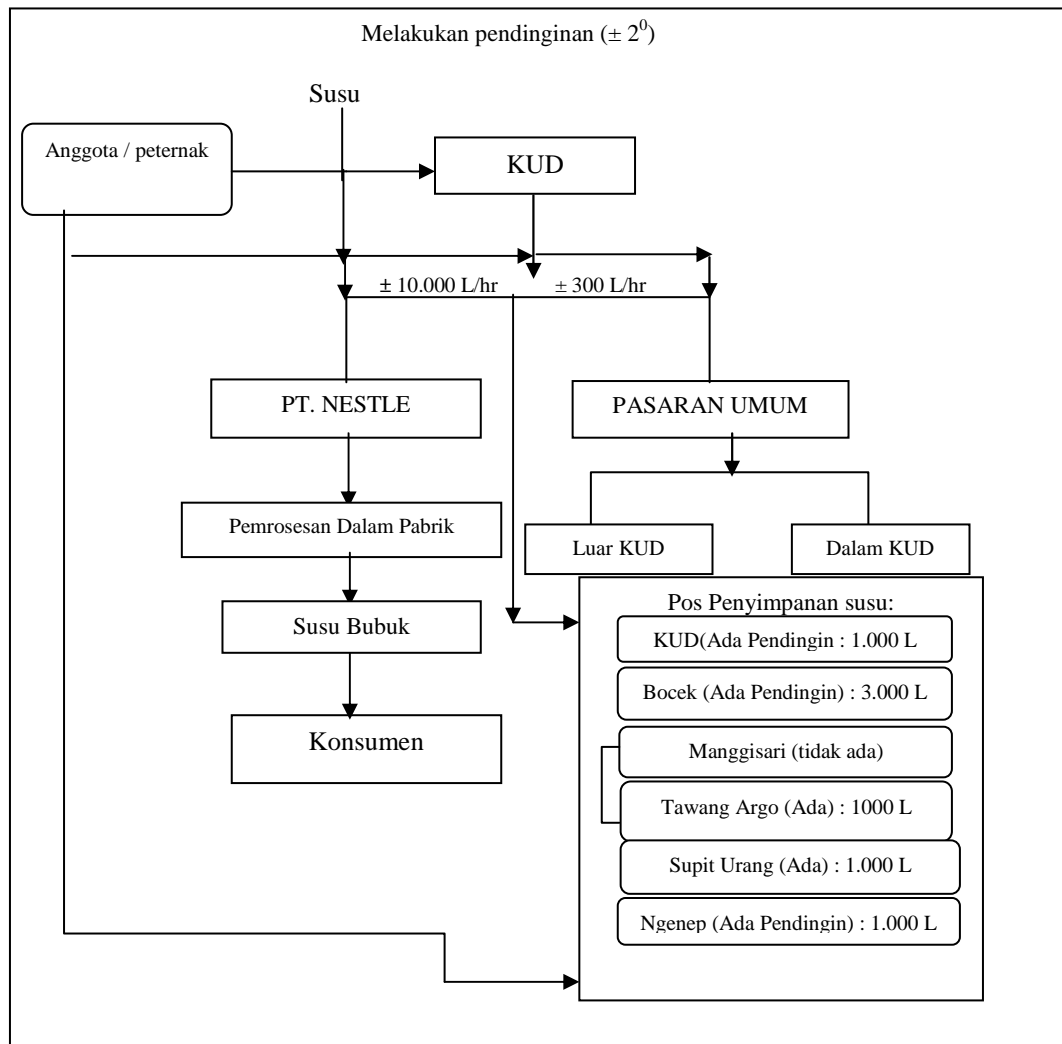 Melakukan pendinginan (± 2⁰)
Susu
Anggota / peternak
KUD
± 10.000 L/hr
± 300 L/hr
PT. NESTLE
PASARAN UMUM
Pemrosesan Dalam Pabrik
Luar KUD
Dalam KUD
Susu Bubuk
Konsumen
Pos Penyimpanan susu:
KUD(Ada Pendingin : 1.000 L
Bocek (Ada Pendingin) : 3.000 L
Manggisari (tidak ada)
Tawang Argo (Ada) : 1000 L
Supit Urang (Ada) : 1.000 L
Ngenep (Ada Pendingin) : 1.000 L